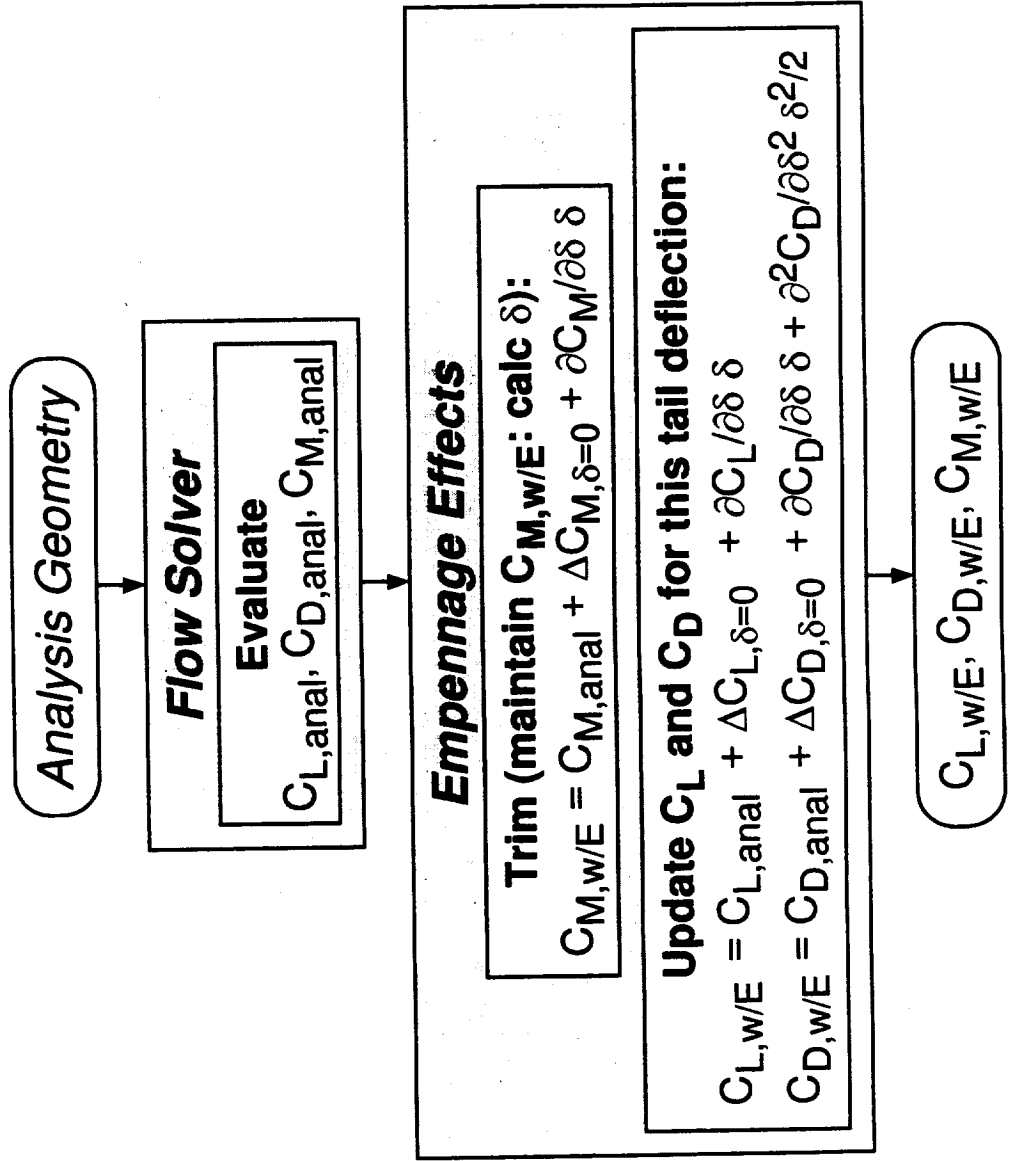 Analysis Geometry
Flow Solver
Evaluate
C_L,anal, C_D,anal, C_M,anal
Empennage Effects
Trim (maintain C_M,w/E: calc δ):
C_M,w/E = C_M,anal + ΔC_M,δ=0 + ∂C_M/∂δ δ
Update C_L and C_D for this tail deflection:
C_L,w/E = C_L,anal + ΔC_L,δ=0 + ∂C_L/∂δ δ
C_D,w/E = C_D,anal + ΔC_D,δ=0 + ∂C_D/∂δ δ + ∂²C_D/∂δ² δ²/2
C_L,w/E, C_D,w/E, C_M,w/E